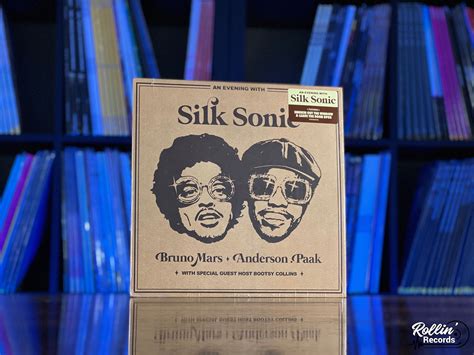 AN EVENING WITH
Silk Sonic
AN EVENING WITH
Silk Sonic
Bruno Mars + Anderson .Paak
WITH SPECIAL GUEST HOST BOOTSY COLLINS
Rollin'
Records